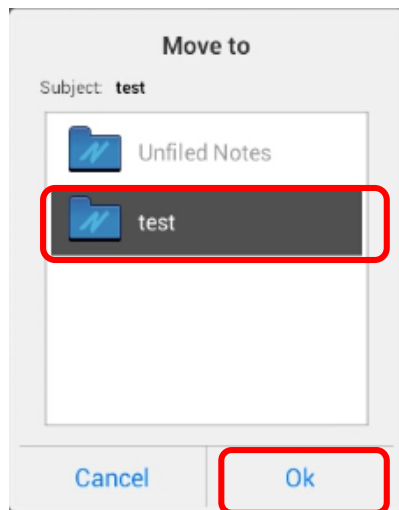 Move to
Subject: test
Unfiled Notes
test
Cancel Ok